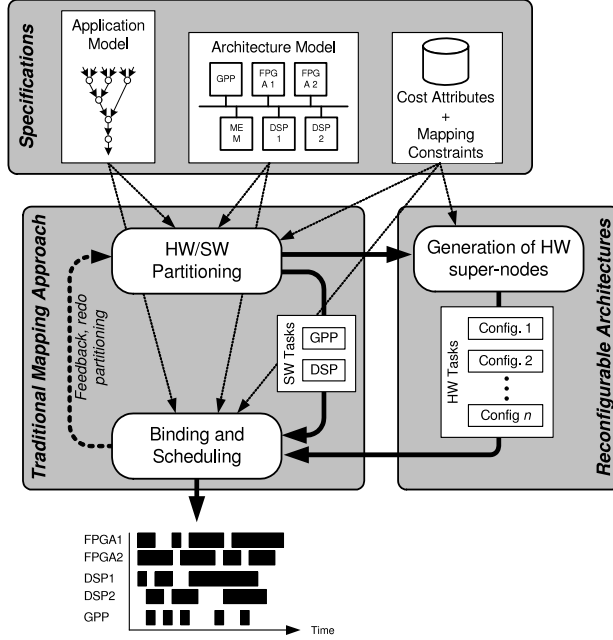 Specifications
Application
Model
Architecture Model
GPP
FPG
A 1
FPG
A 2
ME
M
DSP
1
DSP
2
Cost Attributes
+
Mapping
Constraints
Traditional Mapping Approach
HW/SW
Partitioning
Feedback, redo
partitioning
SW Tasks
GPP
DSP
Binding and
Scheduling
Reconfigurable Architectures
Generation of HW
super-nodes
HW Tasks
Config. 1
Config. 2
Config n
FPGA1
FPGA2
DSP1
DSP2
GPP
Time